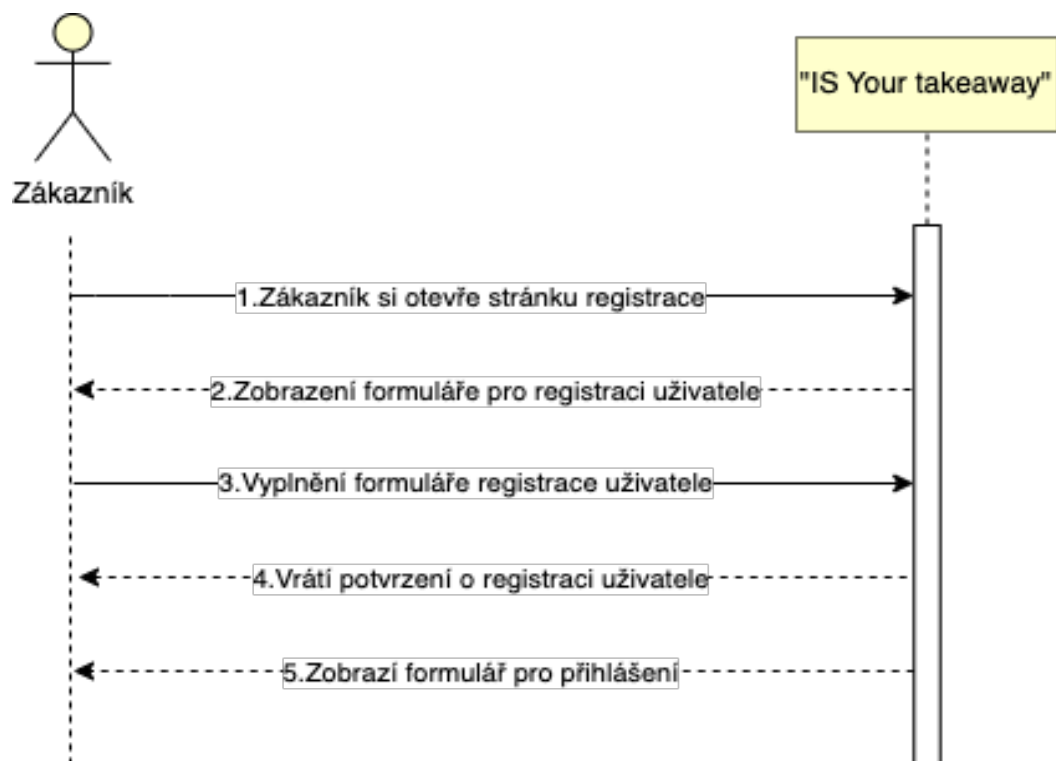 "IS Your takeaway"
Zákazník
1.Zákazník si otevře stránku registrace
2.Zobrazení formuláře pro registraci uživatele
3.Vyplnění formuláře registrace uživatele
4.Vrátí potvrzení o registraci uživatele
5.Zobrazí formulář pro přihlášení